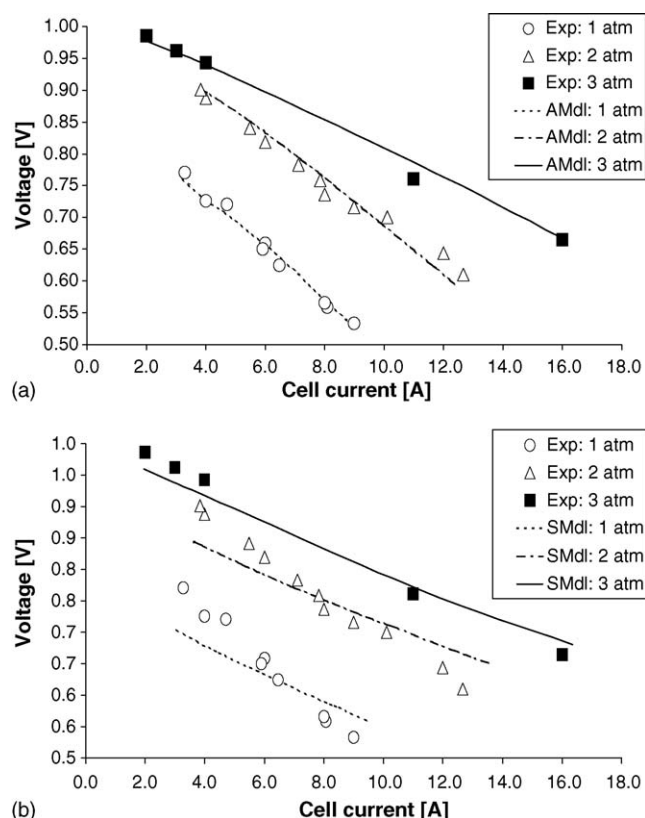 1.00
0.95
0.90
0.85
0.80
0.75
0.70
0.65
0.60
0.55
0.50
Voltage [V]
Exp: 1 atm
Exp: 2 atm
Exp: 3 atm
AMdl: 1 atm
AMdl: 2 atm
AMdl: 3 atm
0.0 2.0 4.0 6.0 8.0 10.0 12.0 14.0 16.0 18.0
(a) Cell current [A]
1.0
1.0
0.9
0.9
0.8
0.8
0.7
0.7
0.6
0.6
0.5
Voltage [V]
Exp: 1 atm
Exp: 2 atm
Exp: 3 atm
SMdl: 1 atm
SMdl: 2 atm
SMdl: 3 atm
0.0 2.0 4.0 6.0 8.0 10.0 12.0 14.0 16.0 18.0
(b) Cell current [A]